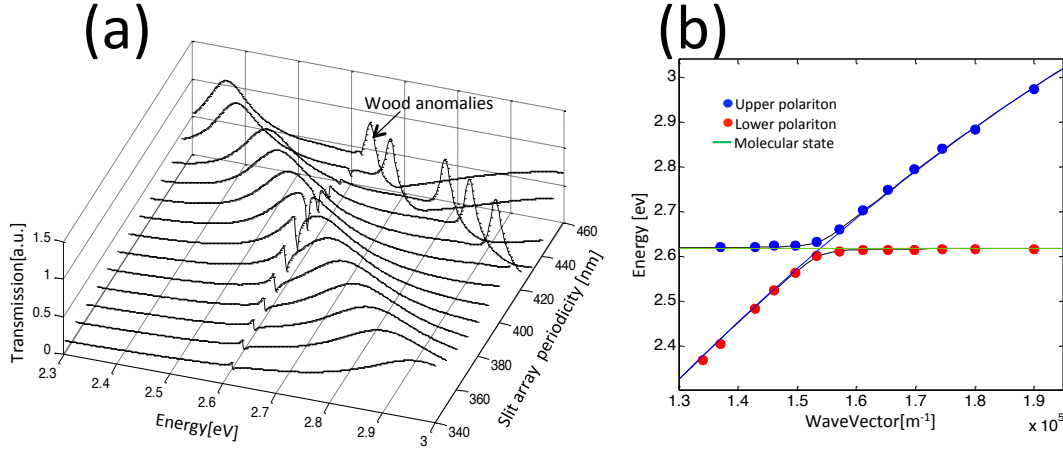 (a)
Wood anomalies
Transmission[a.u.]
1.5
1
0.5
0
2.3
2.4
2.5
2.6
2.7
2.8
2.9
3
Energy[eV]
340
360
380
400
420
440
460
Slit array periodicity [nm]
(b)
Upper polariton
Lower polariton
Molecular state
Energy [ev]
3
2.9
2.8
2.7
2.6
2.5
2.4
1.3
1.4
1.5
1.6
1.7
1.8
1.9
x 10⁵
WaveVector[m⁻¹]